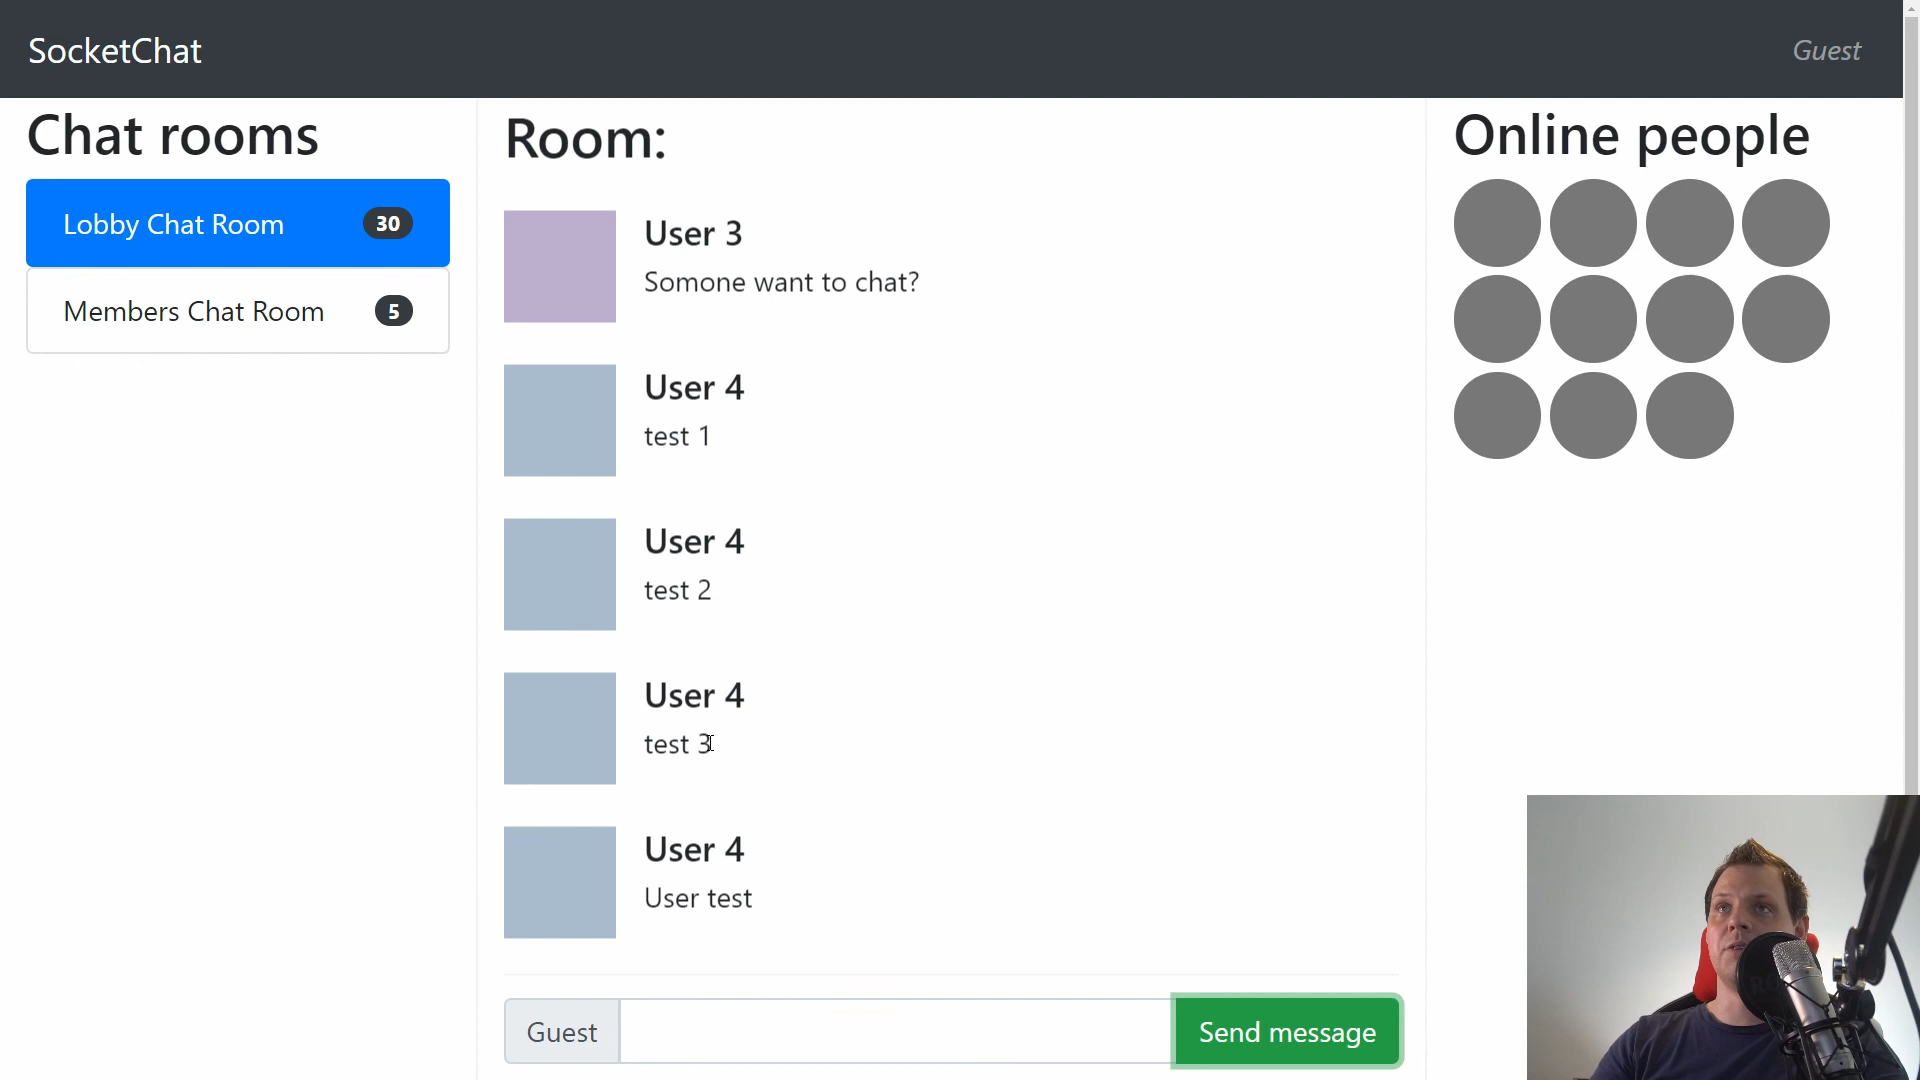 SocketChat
Guest
Chat rooms
Lobby Chat Room 30
Members Chat Room 5
Room:
User 3
Somone want to chat?
User 4
test 1
User 4
test 2
User 4
test 3
User 4
User test
Guest
Send message
Online people